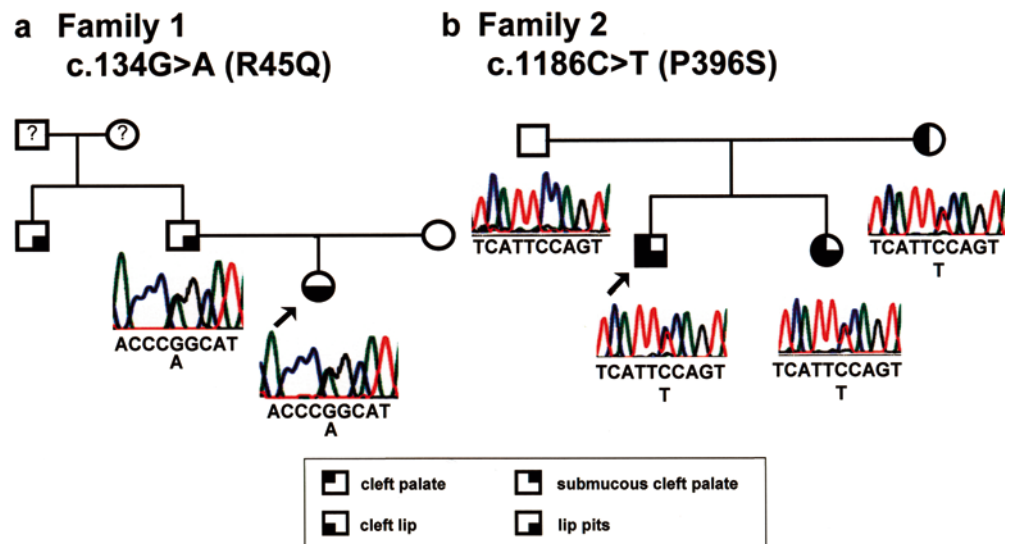 a Family 1
c.134G>A (R45Q)
b Family 2
c.1186C>T (P396S)
? ?
ACCCGGCAT
A
ACCCGGCAT
A
TCATTCCAGT
TCATTCCAGT
T
TCATTCCAGT
T
TCATTCCAGT
T
cleft palate
submucous cleft palate
cleft lip
lip pits